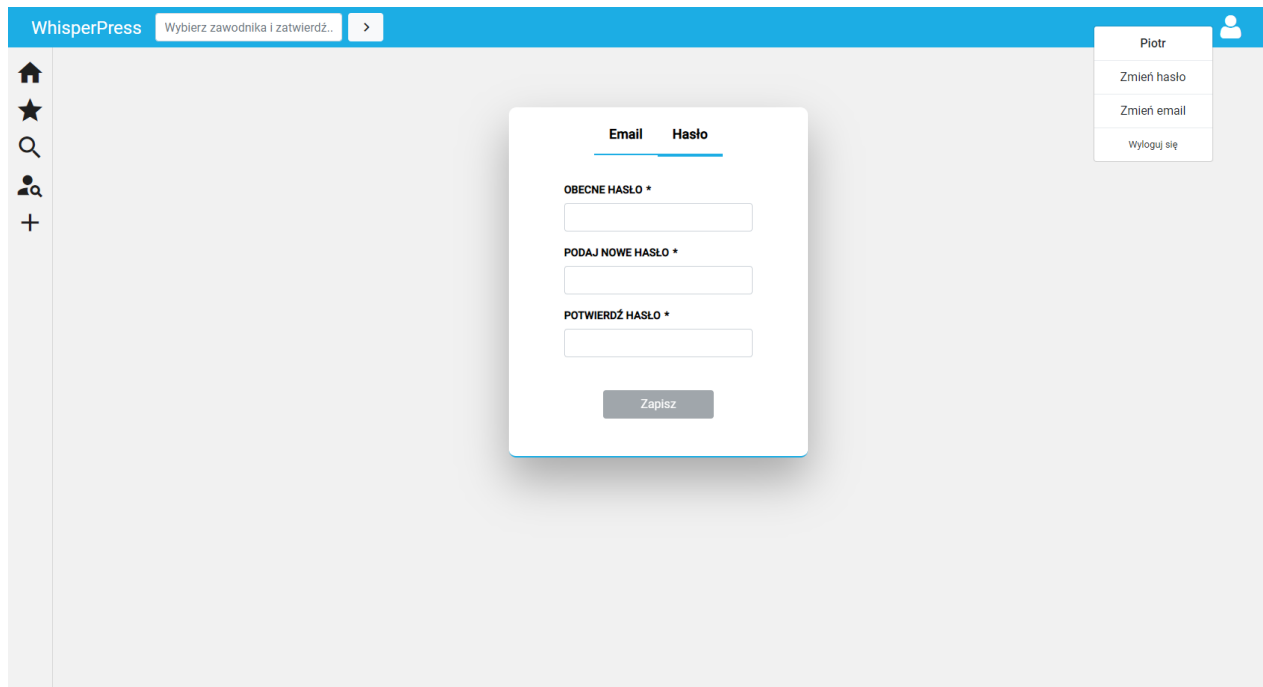 WhisperPress
Wybierz zawodnika i zatwierdź..
Piotr
Zmień hasło
Zmień email
Wyloguj się
Email Hasło
OBECNE HASŁO *
PODAJ NOWE HASŁO *
POTWIERDŹ HASŁO *
Zapisz